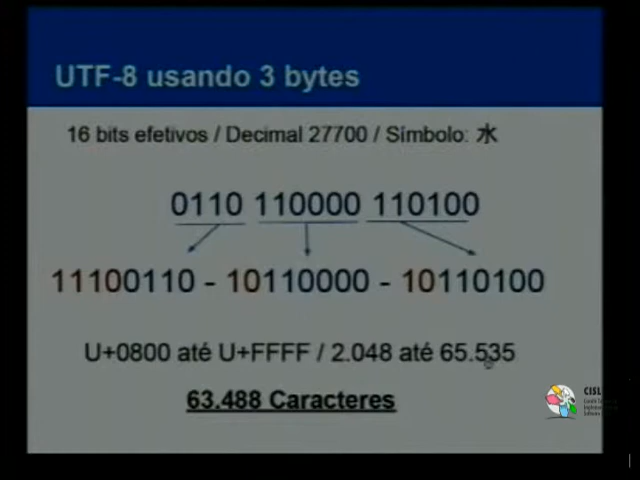 UTF-8 usando 3 bytes
16 bits efetivos / Decimal 27700 / Símbolo: 水
0110 110000 110100
11100110 - 10110000 - 10110100
U+0800 até U+FFFF / 2.048 até 65.535
63.488 Caracteres
CISL